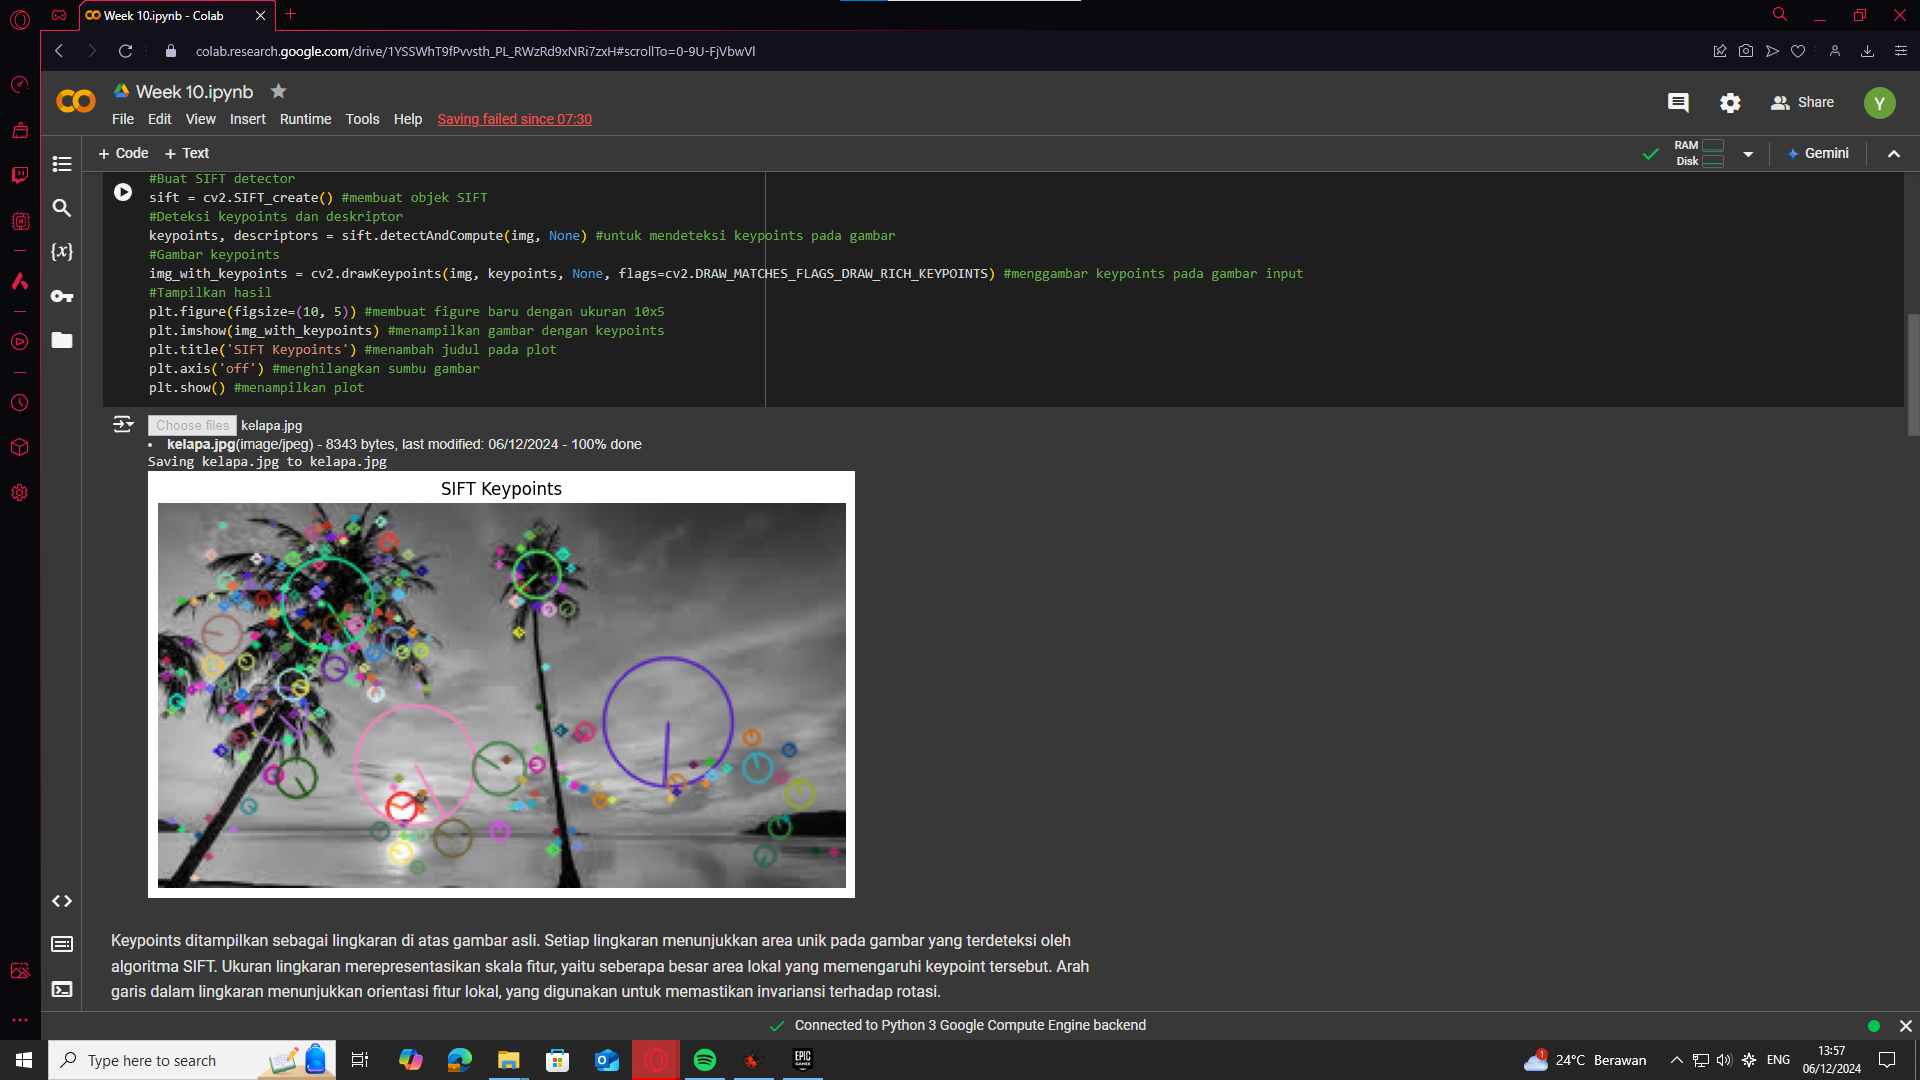 Week 10.ipynb - Colab
colab.research.google.com/drive/1YSSWhT9fPvvsth_PL_RWzRd9xNRi7zxH#scrollTo=0-9U-FjVbwVl
Week 10.ipynb
Share
Y
File Edit View Insert Runtime Tools Help Saving failed since 07:30
+ Code + Text
RAM
Disk
Gemini
#Buat SIFT detector
sift = cv2.SIFT_create() #membuat objek SIFT
#Deteksi keypoints dan deskriptor
keypoints, descriptors = sift.detectAndCompute(img, None) #untuk mendeteksi keypoints pada gambar
#Gambar keypoints
img_with_keypoints = cv2.drawKeypoints(img, keypoints, None, flags=cv2.DRAW_MATCHES_FLAGS_DRAW_RICH_KEYPOINTS) #menggambar keypoints pada gambar input
#Tampilkan hasil
plt.figure(figsize=(10, 5)) #membuat figure baru dengan ukuran 10x5
plt.imshow(img_with_keypoints) #menampilkan gambar dengan keypoints
plt.title('SIFT Keypoints') #menambah judul pada plot
plt.axis('off') #menghilangkan sumbu gambar
plt.show() #menampilkan plot
{x}
Choose files kelapa.jpg
• kelapa.jpg(image/jpeg) - 8343 bytes, last modified: 06/12/2024 - 100% done
Saving kelapa.jpg to kelapa.jpg
SIFT Keypoints
Keypoints ditampilkan sebagai lingkaran di atas gambar asli. Setiap lingkaran menunjukkan area unik pada gambar yang terdeteksi oleh
algoritma SIFT. Ukuran lingkaran merepresentasikan skala fitur, yaitu seberapa besar area lokal yang memengaruhi keypoint tersebut. Arah
garis dalam lingkaran menunjukkan orientasi fitur lokal, yang digunakan untuk memastikan invariansi terhadap rotasi.
Connected to Python 3 Google Compute Engine backend
Type here to search
EPIC
GAMES
1
24°C Berawan
ENG
13:57
06/12/2024